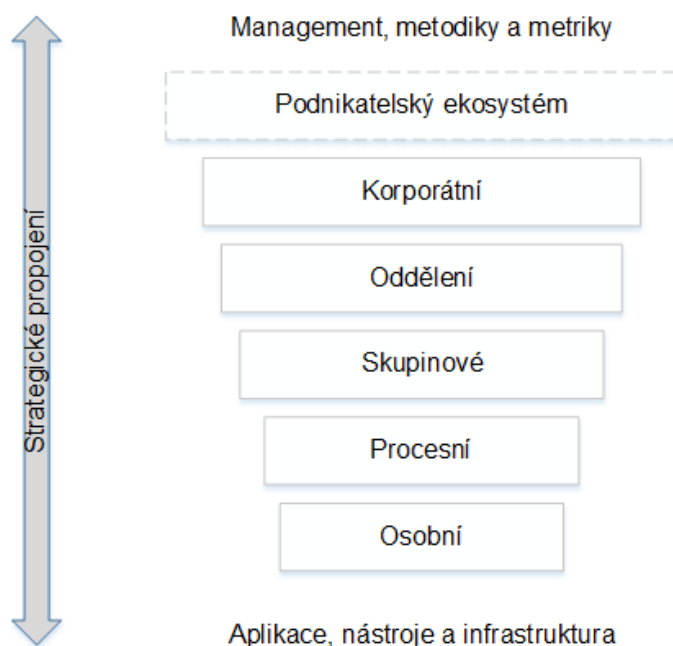 Management, metodiky a metriky
Podnikatelský ekosystém
Korporátní
Oddělení
Skupinové
Procesní
Osobní
Strategické propojení
Aplikace, nástroje a infrastruktura